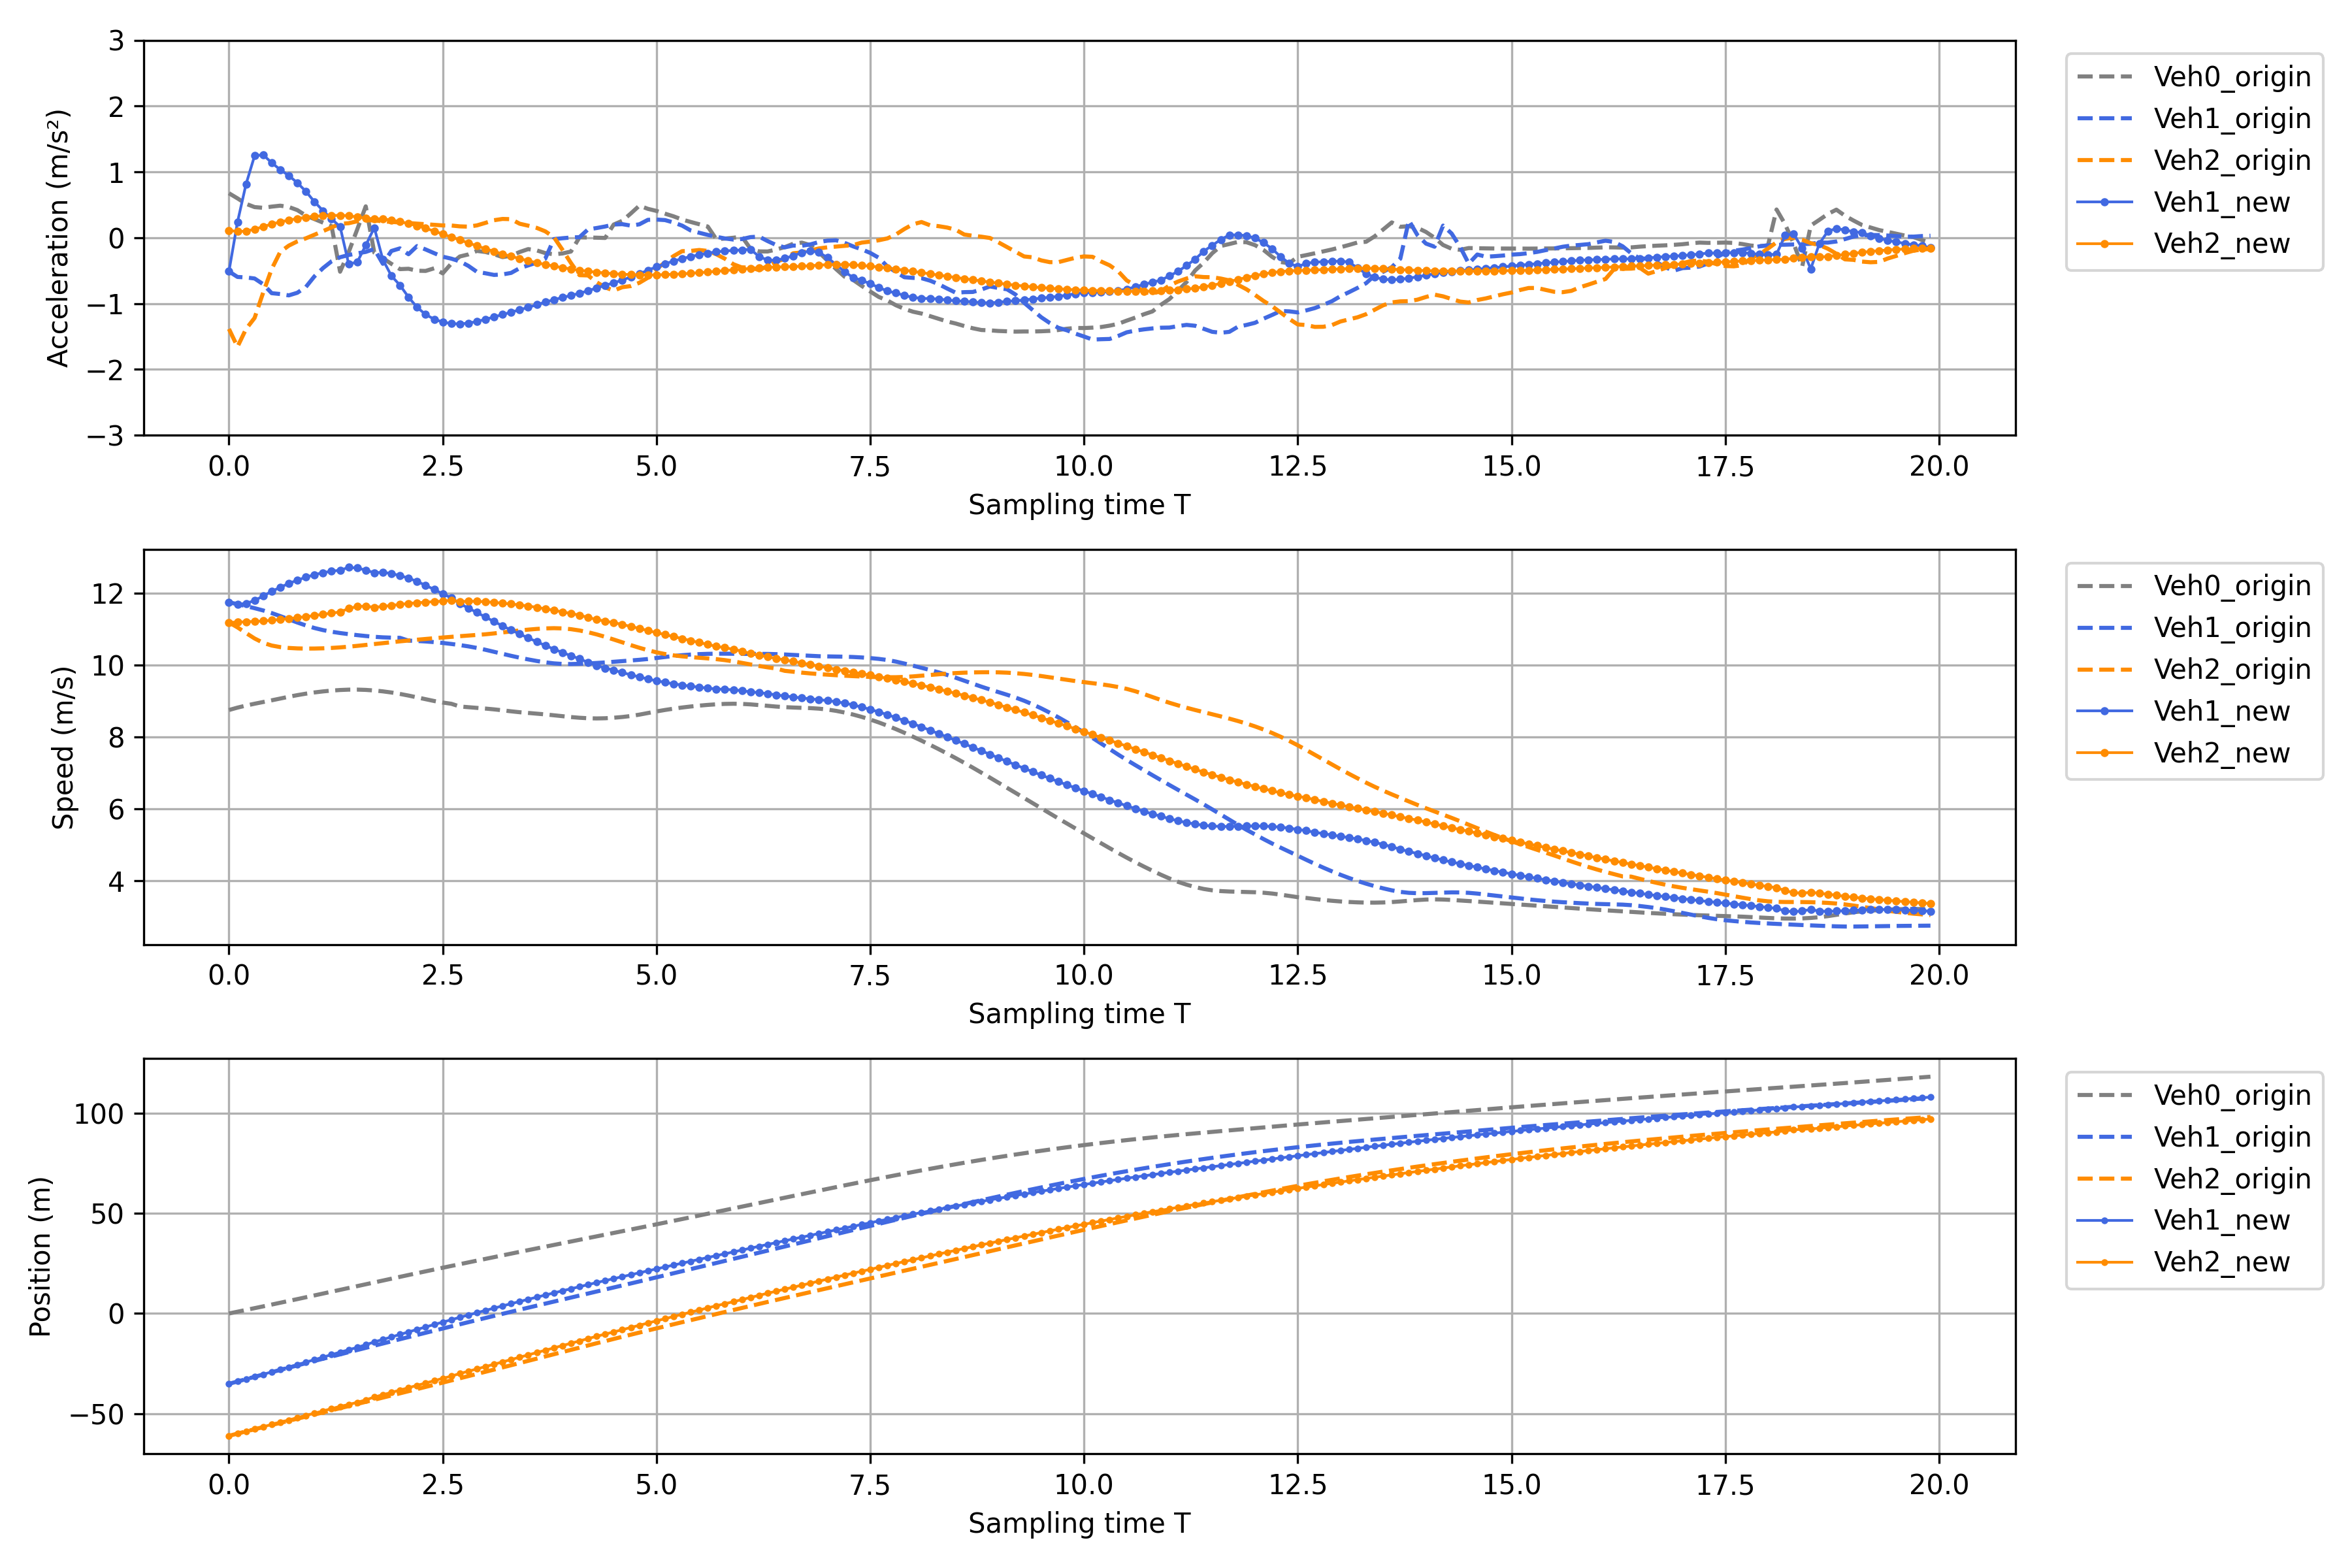 3
2
1
0
−1
−2
−3
Acceleration (m/s²)
0.0 2.5 5.0 7.5 10.0 12.5 15.0 17.5 20.0
Sampling time T
Veh0_origin
Veh1_origin
Veh2_origin
Veh1_new
Veh2_new
12
10
8
6
4
Speed (m/s)
0.0 2.5 5.0 7.5 10.0 12.5 15.0 17.5 20.0
Sampling time T
Veh0_origin
Veh1_origin
Veh2_origin
Veh1_new
Veh2_new
100
50
0
−50
Position (m)
0.0 2.5 5.0 7.5 10.0 12.5 15.0 17.5 20.0
Sampling time T
Veh0_origin
Veh1_origin
Veh2_origin
Veh1_new
Veh2_new